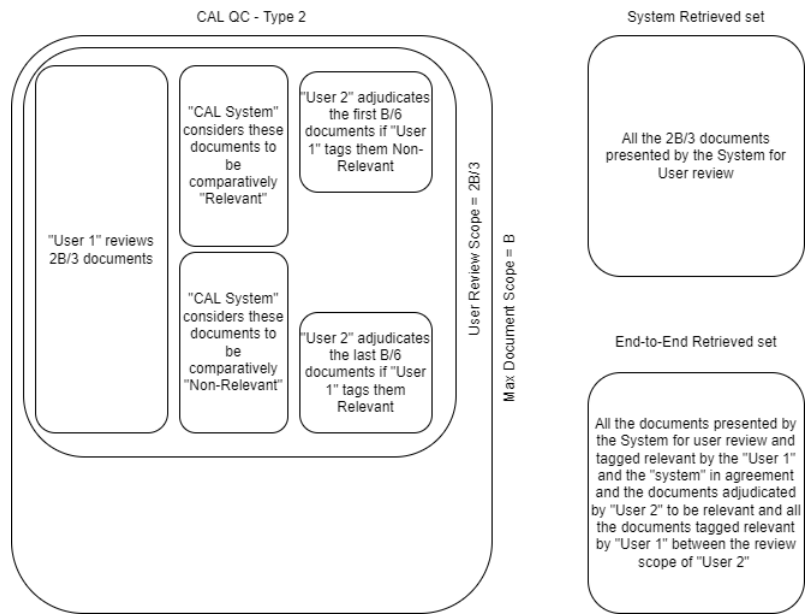 CAL QC - Type 2
"User 1" reviews
2B/3 documents
"CAL System"
considers these
documents to
be
comparatively
"Relevant"
"User 2" adjudicates
the first B/6
documents if "User
1" tags them Non-
Relevant
"CAL System"
considers these
documents to
be
comparatively
"Non-Relevant"
"User 2" adjudicates
the last B/6
documents if "User
1" tags them
Relevant
User Review Scope = 2B/3
Max Document Scope = B
System Retrieved set
All the 2B/3 documents
presented by the System for
User review
End-to-End Retrieved set
All the documents presented by
the System for user review and
tagged relevant by the "User 1"
and the "system" in agreement
and the documents adjudicated
by "User 2" to be relevant and all
the documents tagged relevant
by "User 1" between the review
scope of "User 2"